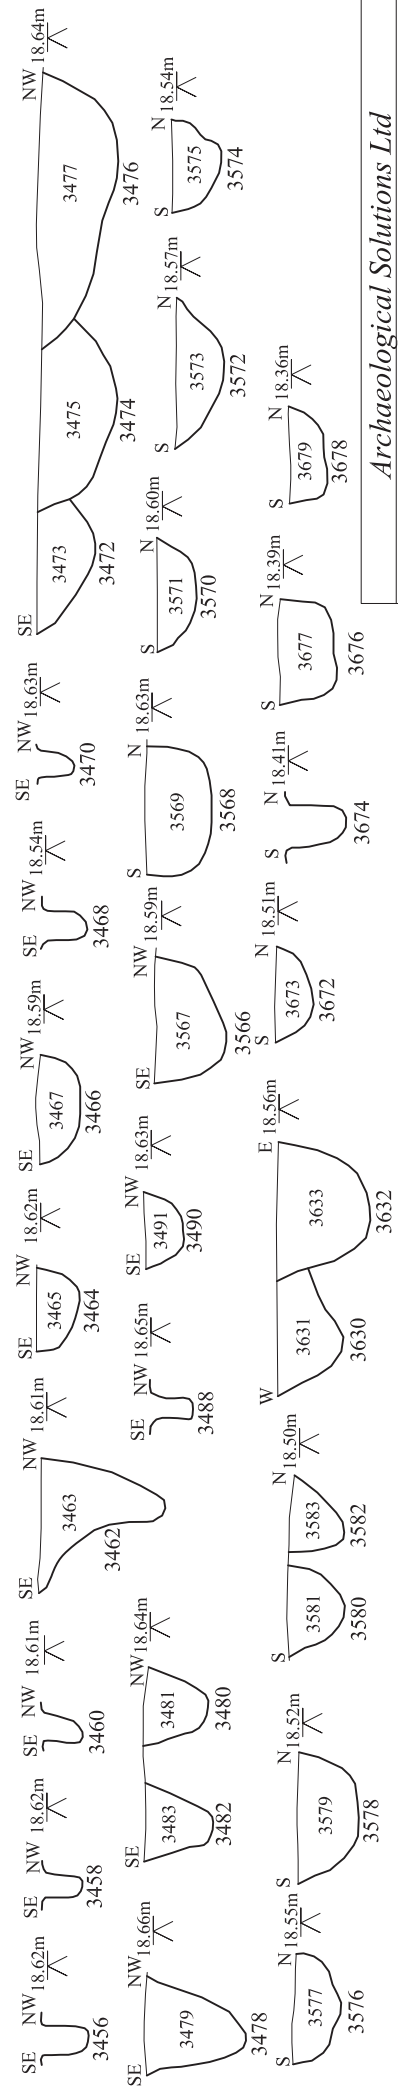 SE NW 18.62m
3456
SE NW 18.62m
3458
SE NW 18.61m
3460
SE NW 18.61m
3463
3462
SE NW 18.62m
3465
3464
SE NW 18.59m
3467
3466
SE NW 18.54m
3468
SE NW 18.63m
3470
SE NW 18.64m
3473 3475 3477
3472 3474 3476
SE NW 18.66m
3479
3478
SE NW 18.64m
3483 3481
3482 3480
SE NW 18.65m
3488
SE NW 18.63m
3491
3490
SE NW 18.59m
3567
3566
S N 18.63m
3569
3568
S N 18.60m
3571
3570
S N 18.57m
3573
3572
S N 18.54m
3575
3574
S N 18.55m
3577
3576
S N 18.52m
3579
3578
S N 18.50m
3581 3583
3580 3582
W E 18.56m
3631 3633
3630 3632
S N 18.51m
3673
3672
S N 18.41m
3674
S N 18.39m
3677
3676
S N 18.36m
3679
3678
Archaeological Solutions Ltd